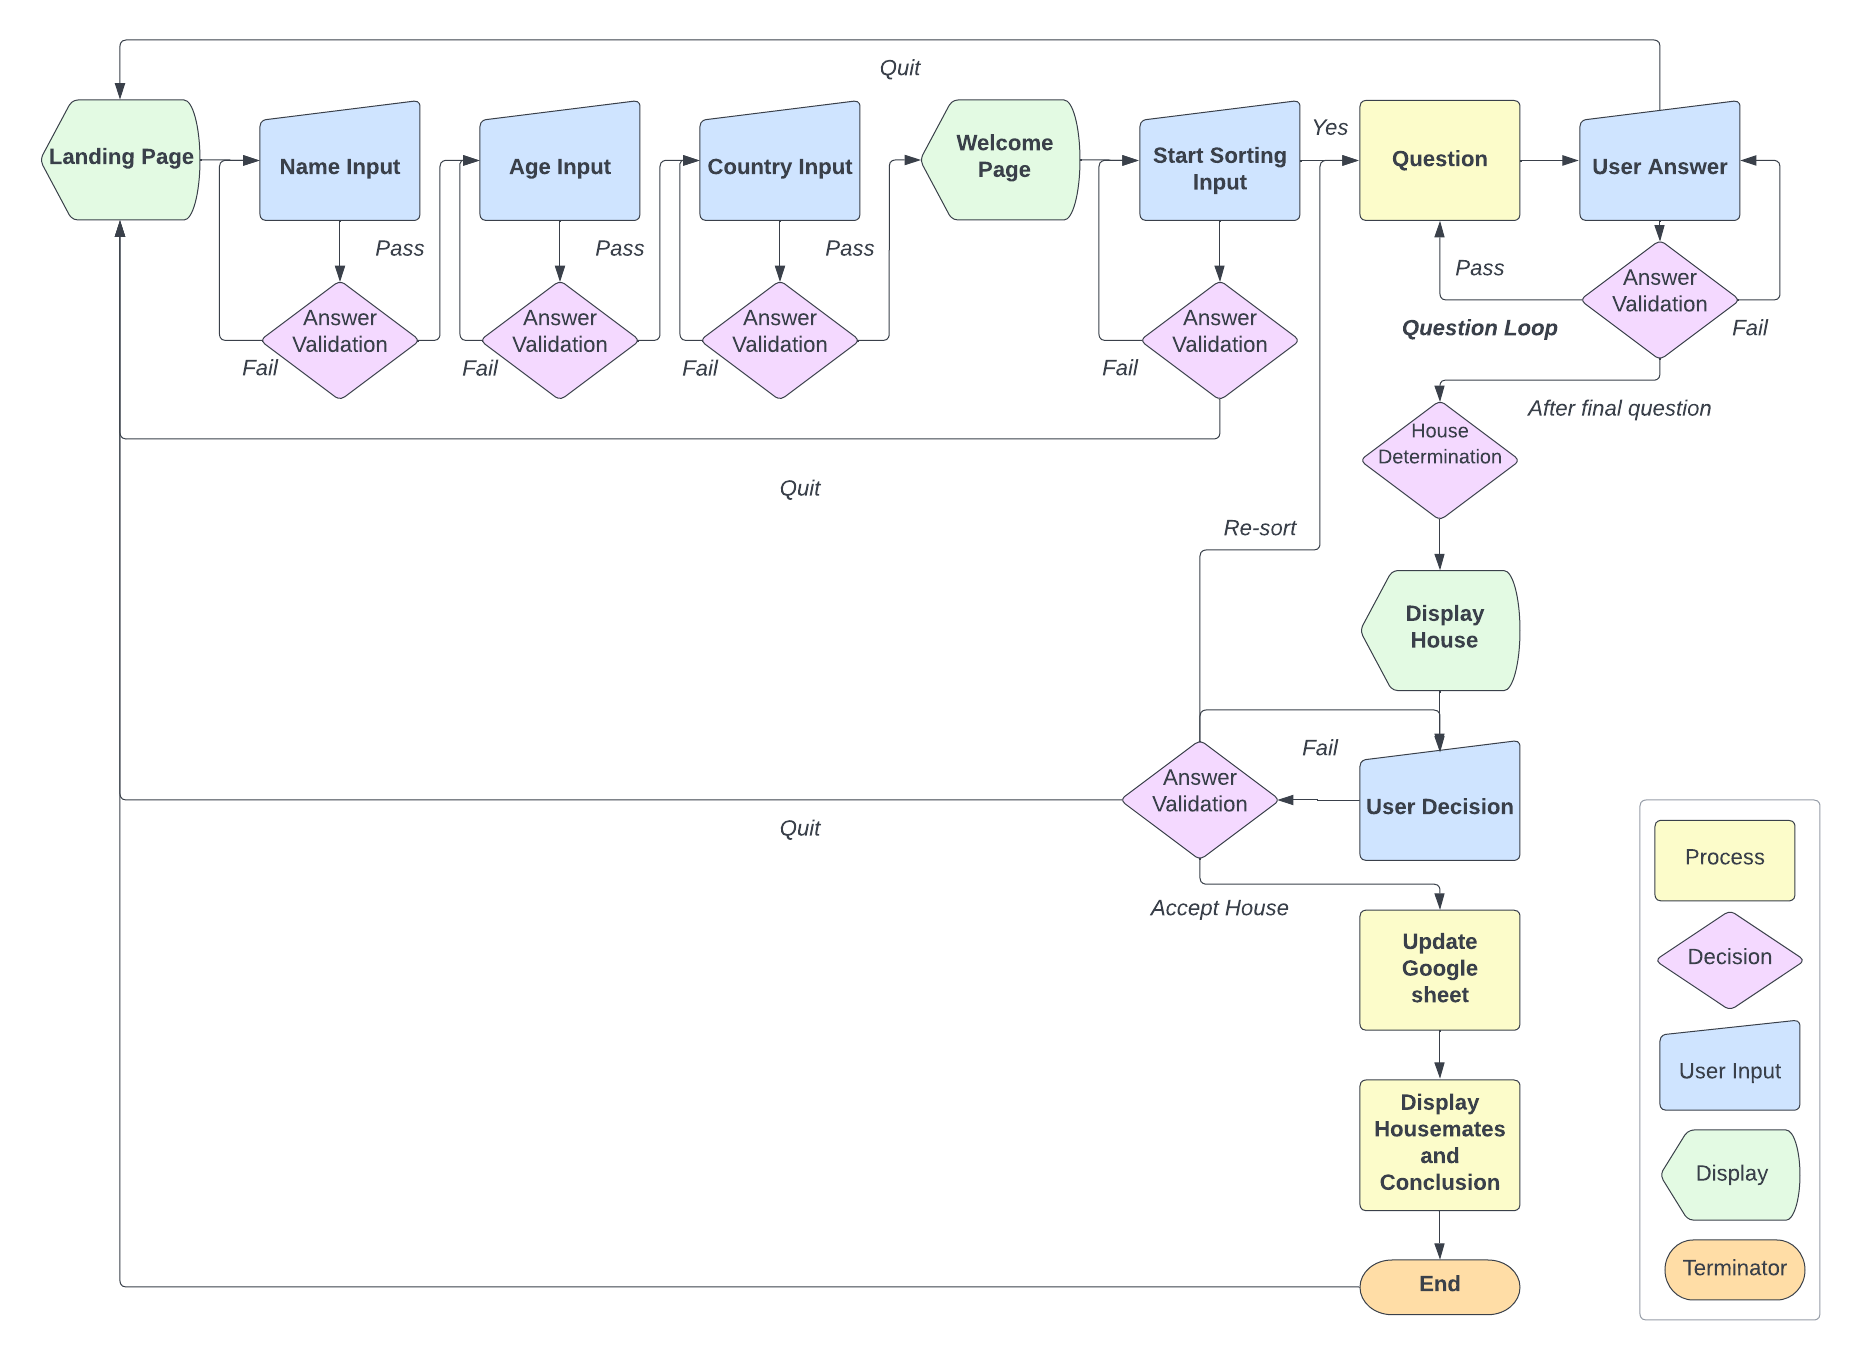 Quit
Landing Page
Name Input
Age Input
Country Input
Welcome
Page
Start Sorting
Input
Yes
Question
User Answer
Pass
Pass
Pass
Pass
Answer
Validation
Answer
Validation
Answer
Validation
Answer
Validation
Answer
Validation
Fail
Fail
Fail
Fail
Question Loop
Fail
After final question
House
Determination
Quit
Re-sort
Display
House
Fail
Answer
Validation
User Decision
Quit
Accept House
Update
Google
sheet
Display
Housemates
and
Conclusion
End
Process
Decision
User Input
Display
Terminator